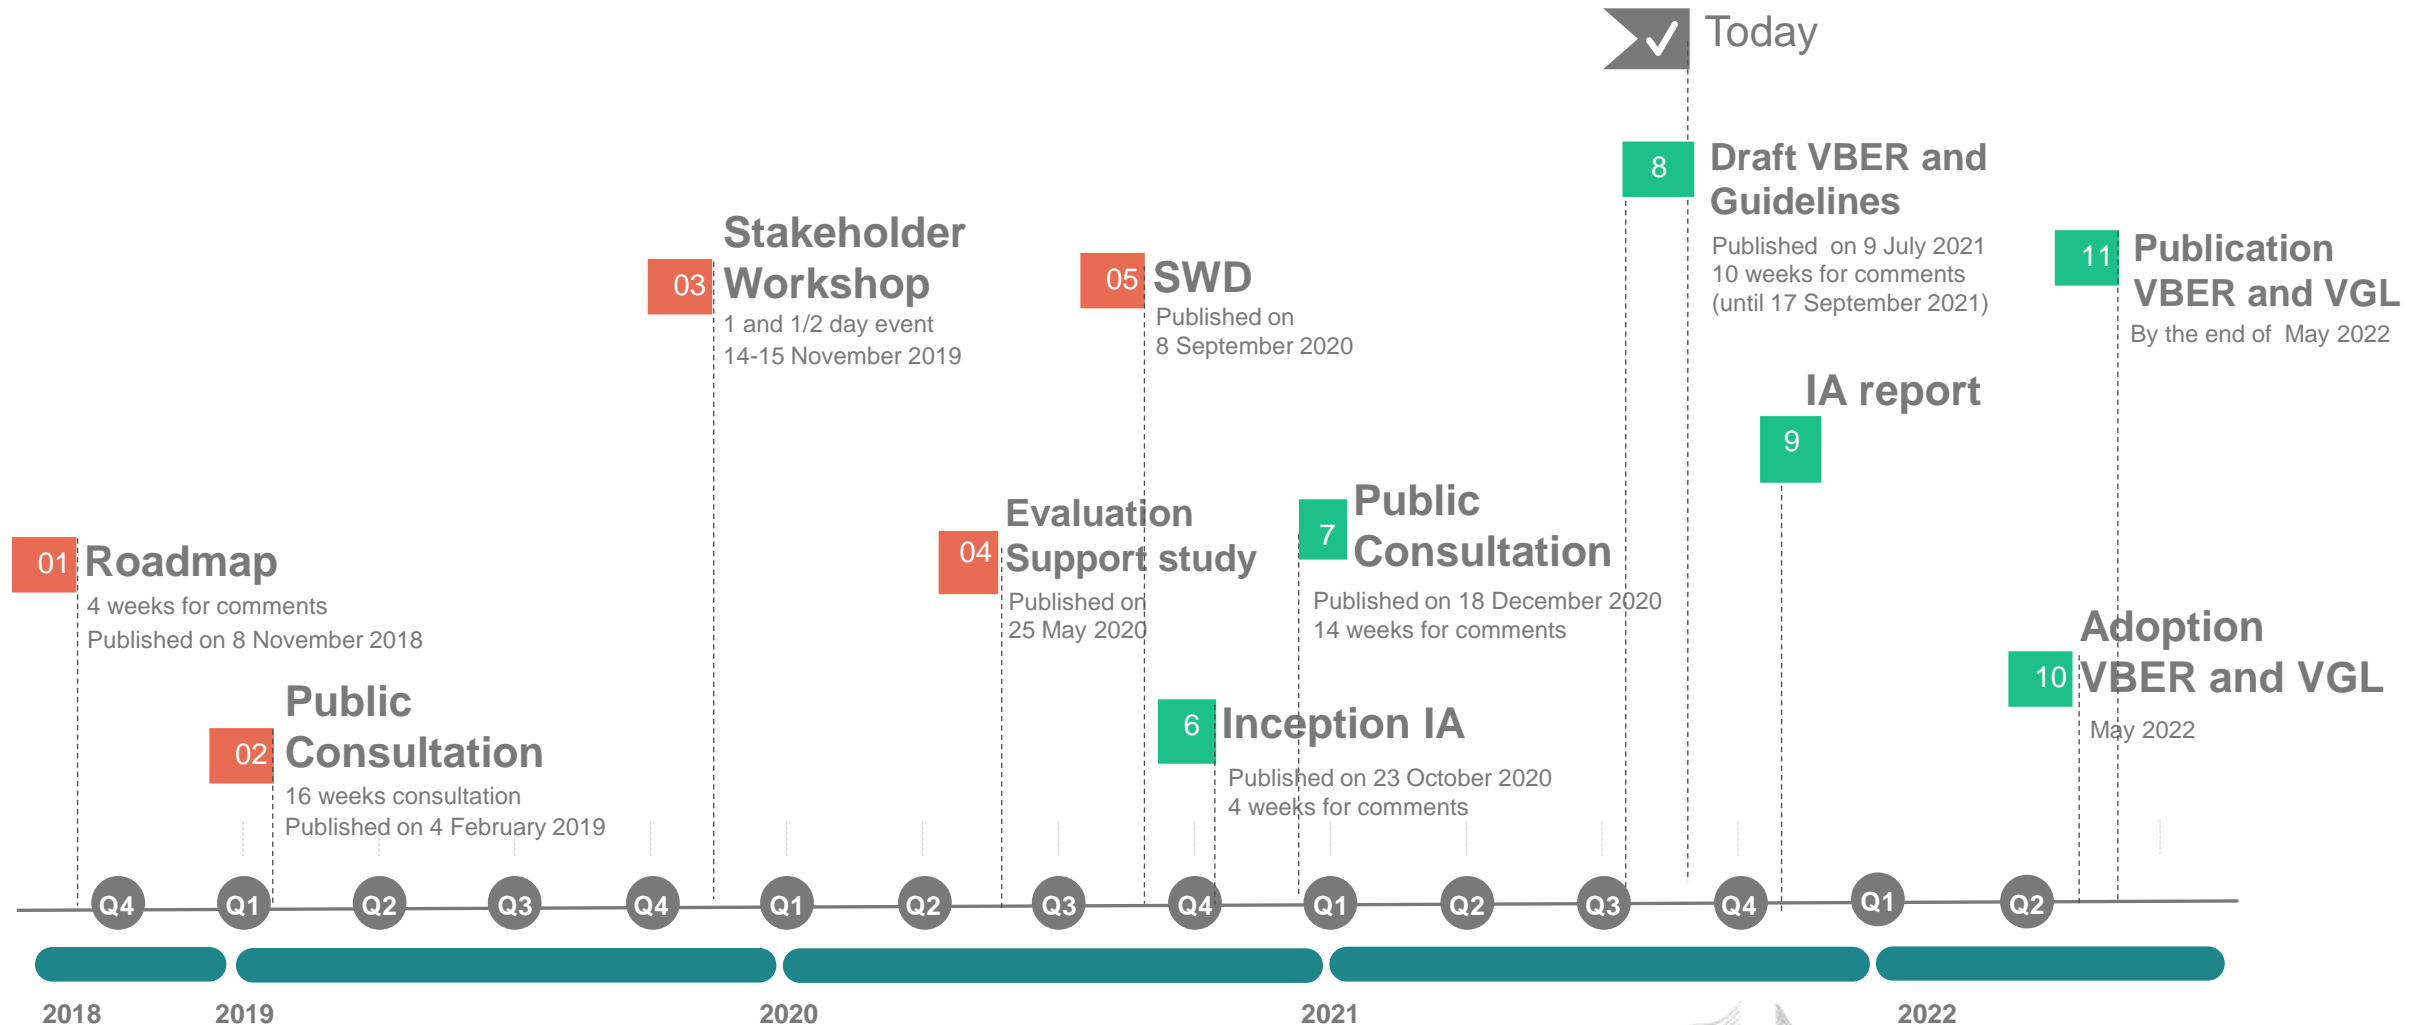 Today
8
Draft VBER and
Guidelines
Published on 9 July 2021
10 weeks for comments
(until 17 September 2021)
03
Stakeholder
Workshop
1 and 1/2 day event
14-15 November 2019
05
SWD
Published on
8 September 2020
11
Publication
VBER and VGL
By the end of May 2022
IA report
9
01
Roadmap
4 weeks for comments
Published on 8 November 2018
04
Evaluation
Support study
Published on
25 May 2020
7
Public
Consultation
Published on 18 December 2020
14 weeks for comments
02
Public
Consultation
16 weeks consultation
Published on 4 February 2019
6
Inception IA
Published on 23 October 2020
4 weeks for comments
10
Adoption
VBER and VGL
May 2022
Q4 Q1 Q2 Q3 Q4 Q1 Q2 Q3 Q4 Q1 Q2 Q3 Q4 Q1 Q2
2018 2019 2020 2021 2022